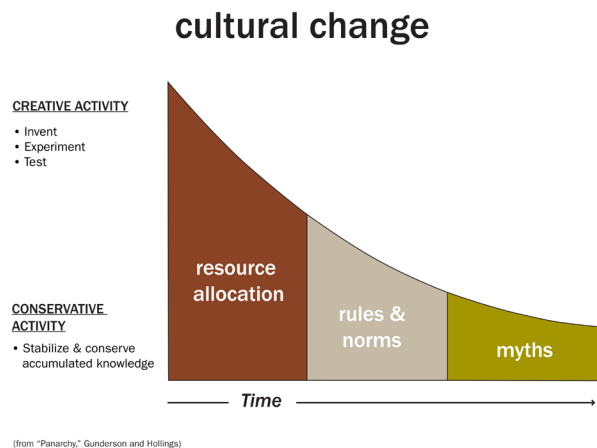 cultural change
CREATIVE ACTIVITY
• Invent
• Experiment
• Test
resource
allocation
rules &
norms
myths
CONSERVATIVE
ACTIVITY
• Stabilize & conserve
accumulated knowledge
Time
(from “Panarchy,” Gunderson and Hollings)